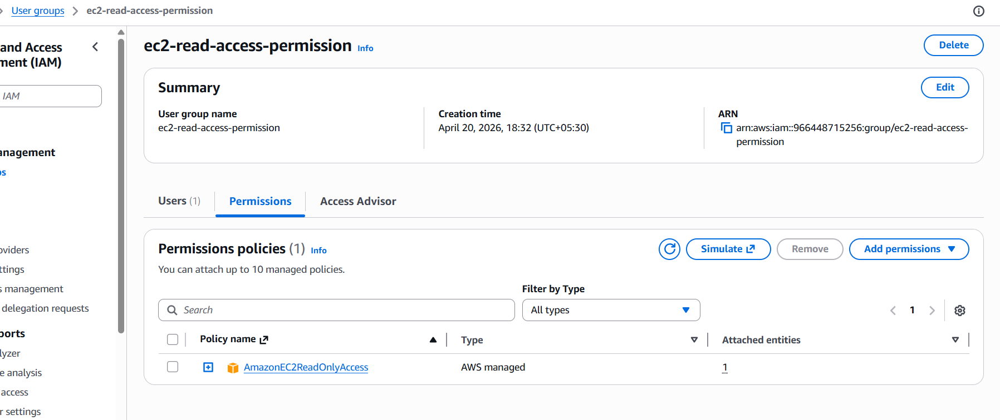 User groups > ec2-read-access-permission
and Access
ment (IAM)
IAM
anagement
os
oviders
ttings
s management
delegation requests
ports
lyzer
e analysis
access
r settings
ec2-read-access-permission Info
Delete
Summary
Edit
User group name
ec2-read-access-permission
Creation time
April 20, 2026, 18:32 (UTC+05:30)
ARN
arn:aws:iam::966448715256:group/ec2-read-access-
permission
Users (1)
Permissions
Access Advisor
Permissions policies (1) Info
Simulate
Remove
Add permissions
You can attach up to 10 managed policies.
Filter by Type
Search
All types
1
Policy name
Type
Attached entities
AmazonEC2ReadOnlyAccess
AWS managed
1